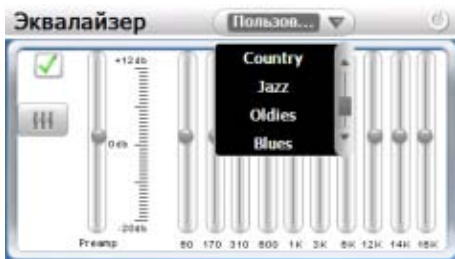 Эквалайзер Пользов...
+12db
Country
Jazz
Oldies
0db
Blues
-20db
Preamp 60 170 310 600 1K 3K 6K 12K 14K 16K